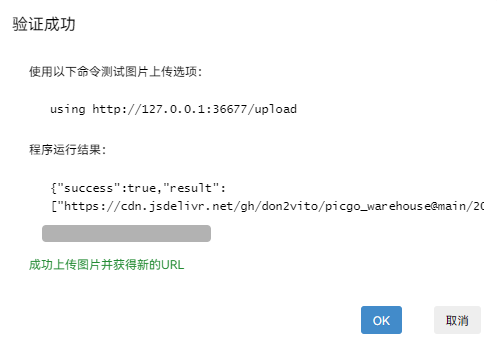 验证成功
使用以下命令测试图片上传选项：
using http://127.0.0.1:36677/upload
程序运行结果：
{"success":true,"result":
["https://cdn.jsdelivr.net/gh/don2vito/picgo_warehouse@main/20
成功上传图片并获得新的URL
OK
取消